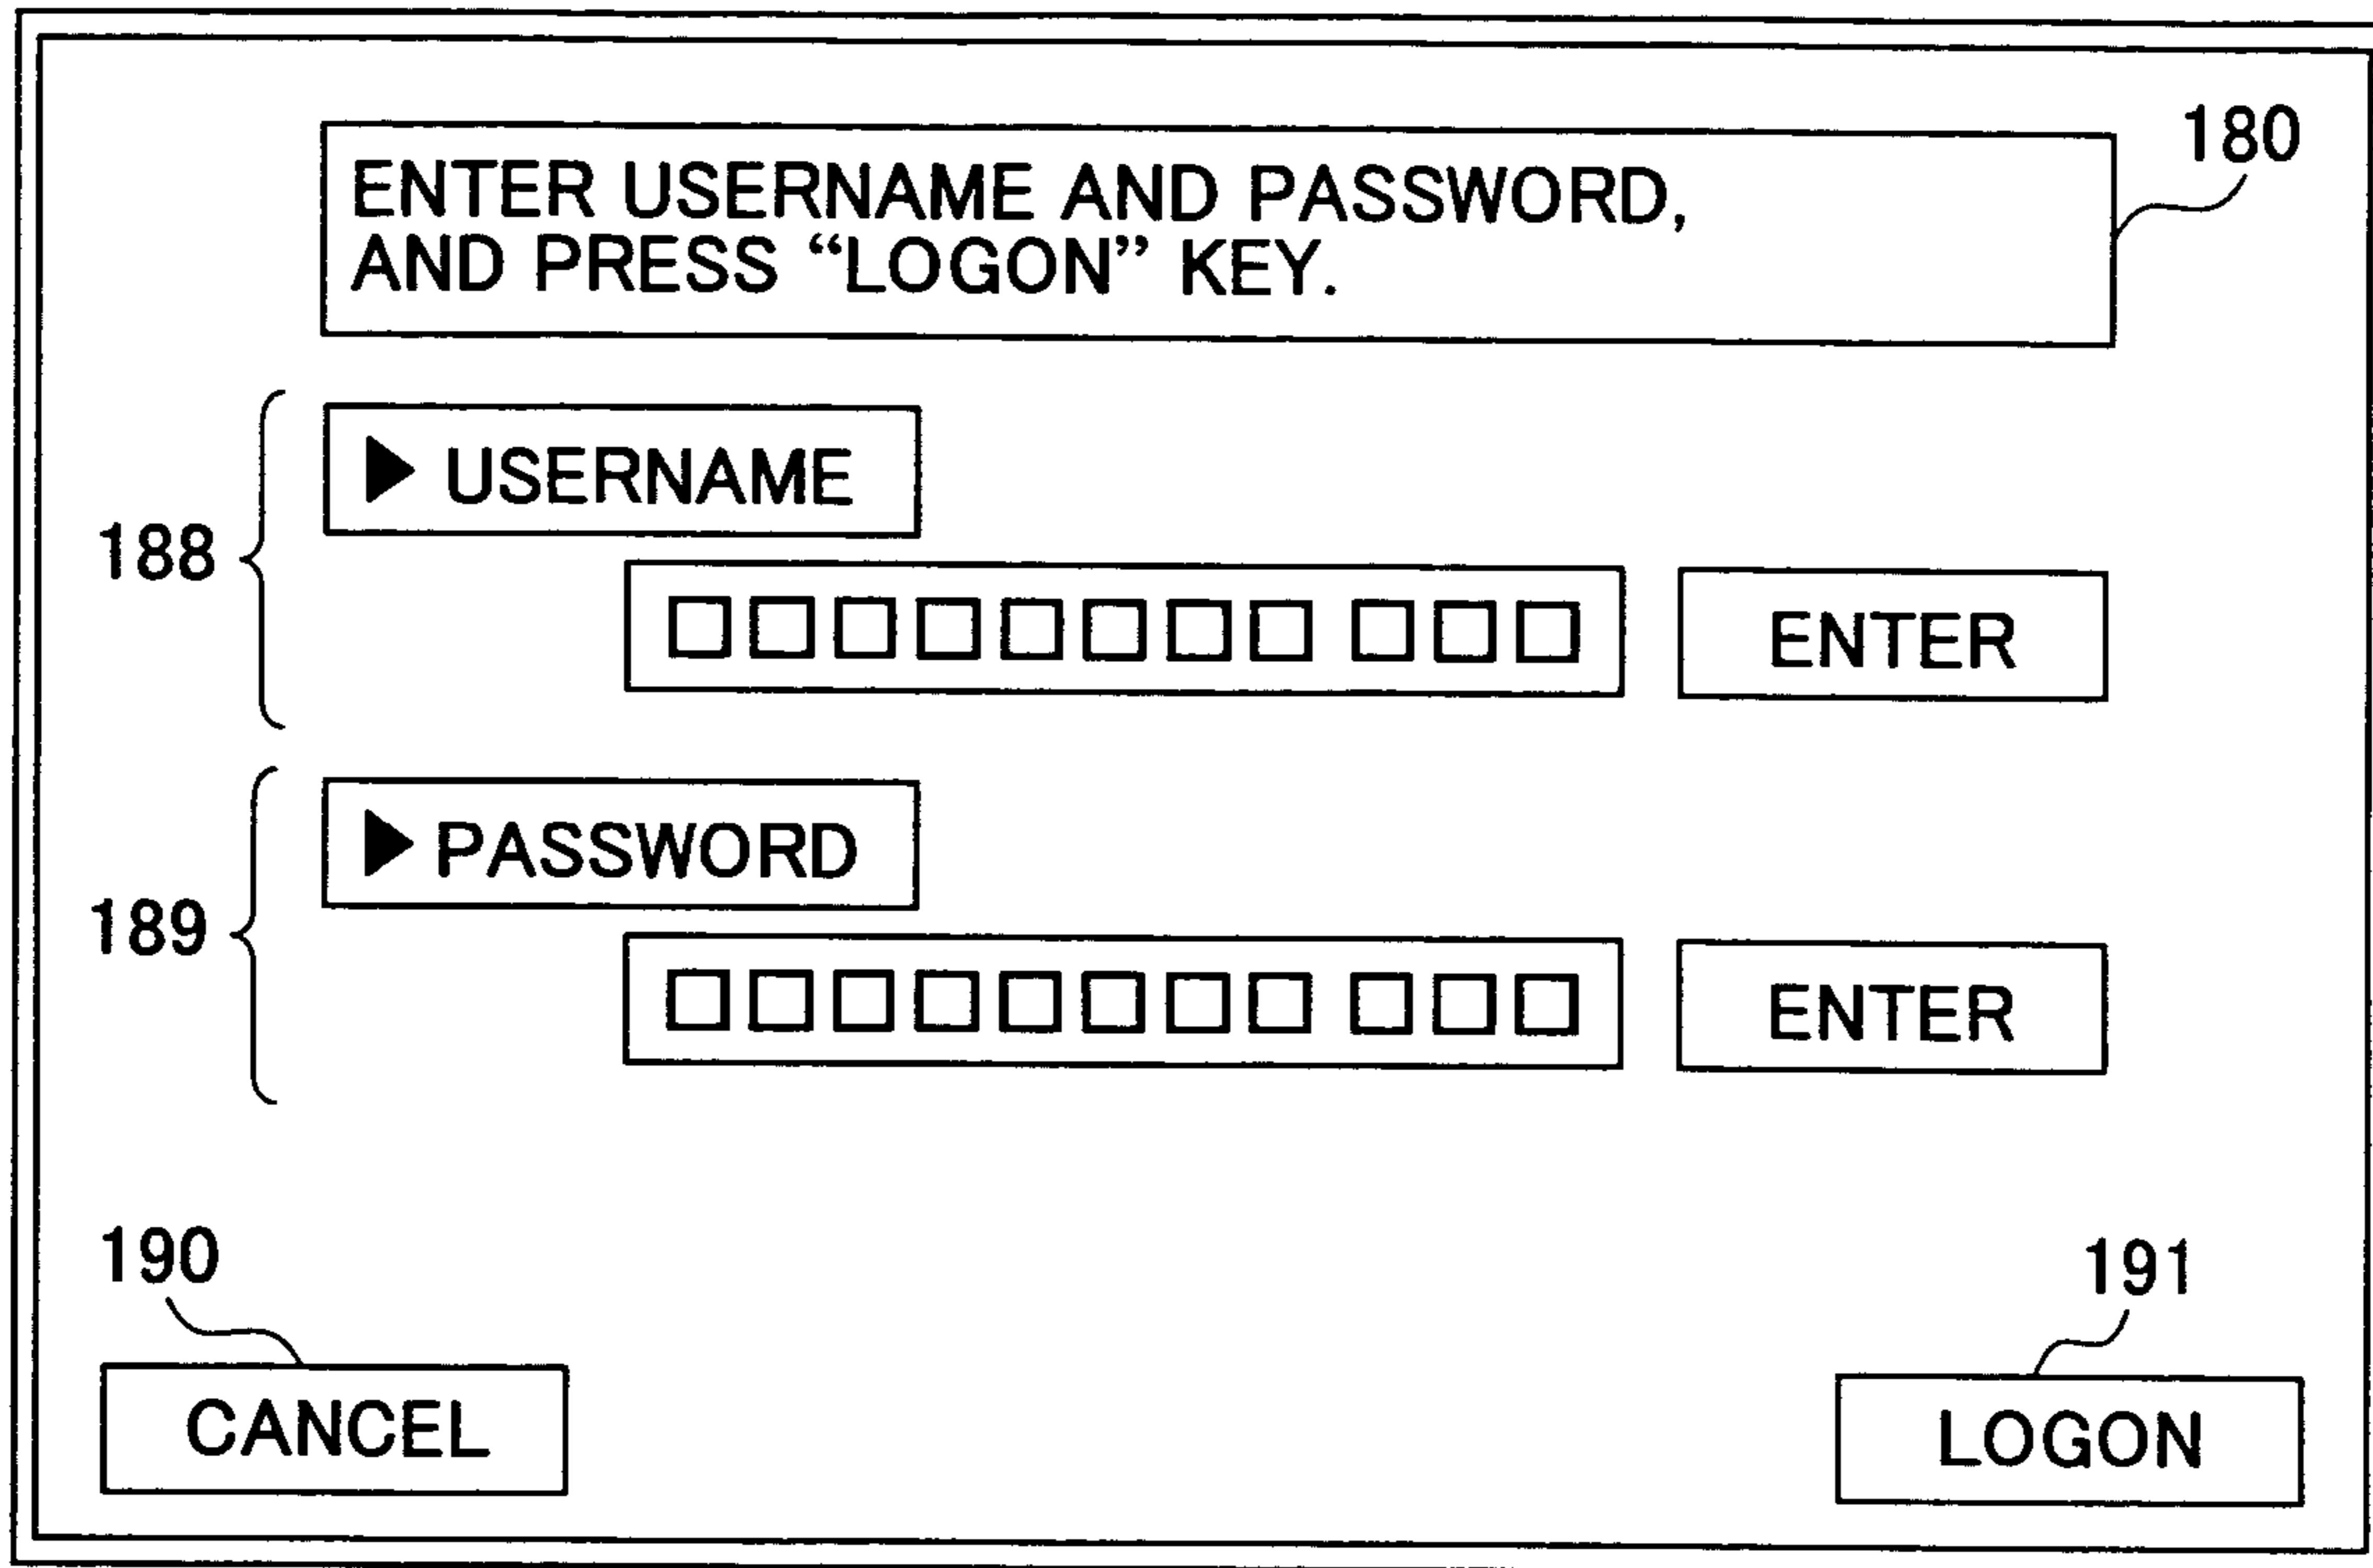 180
ENTER USERNAME AND PASSWORD,
AND PRESS “LOGON” KEY.
188
▶ USERNAME
□□□□□□□□ □□□
ENTER
189
▶ PASSWORD
□□□□□□□□ □□□
ENTER
190
CANCEL
191
LOGON